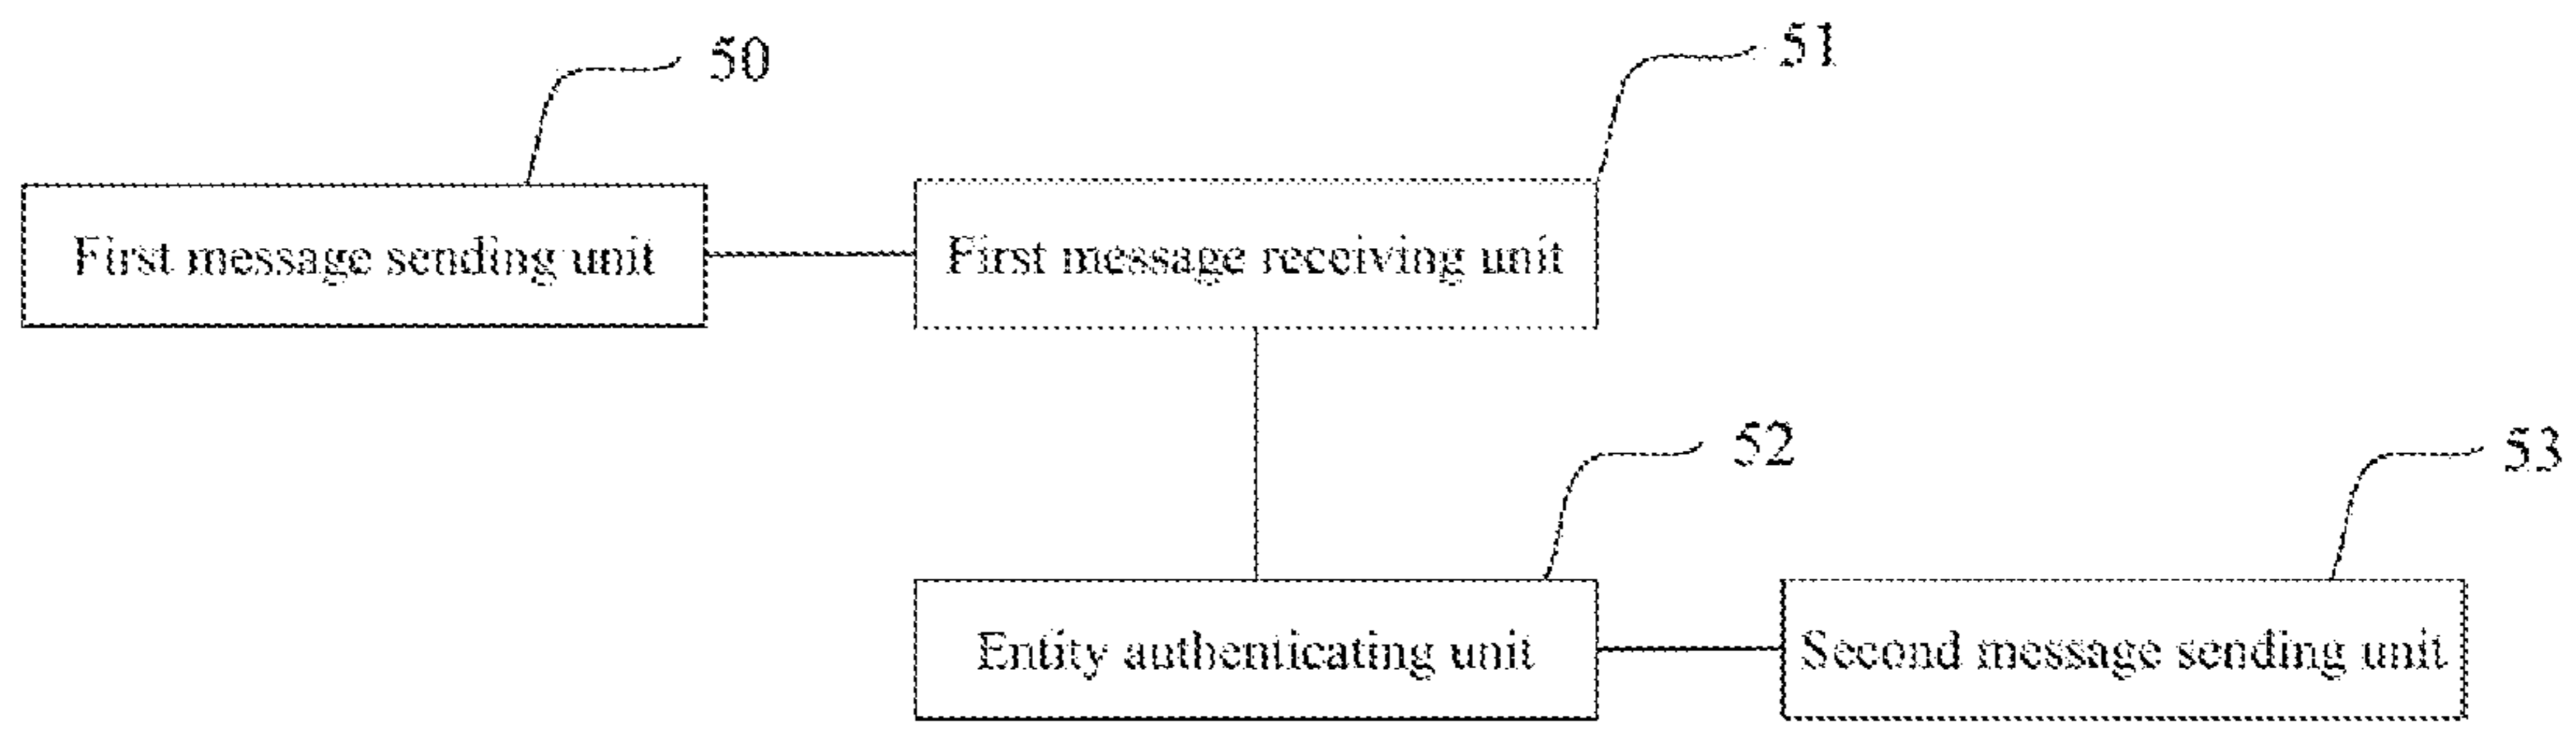 50
51
First message sending unit
First message receiving unit
52
53
Entity authenticating unit
Second message sending unit